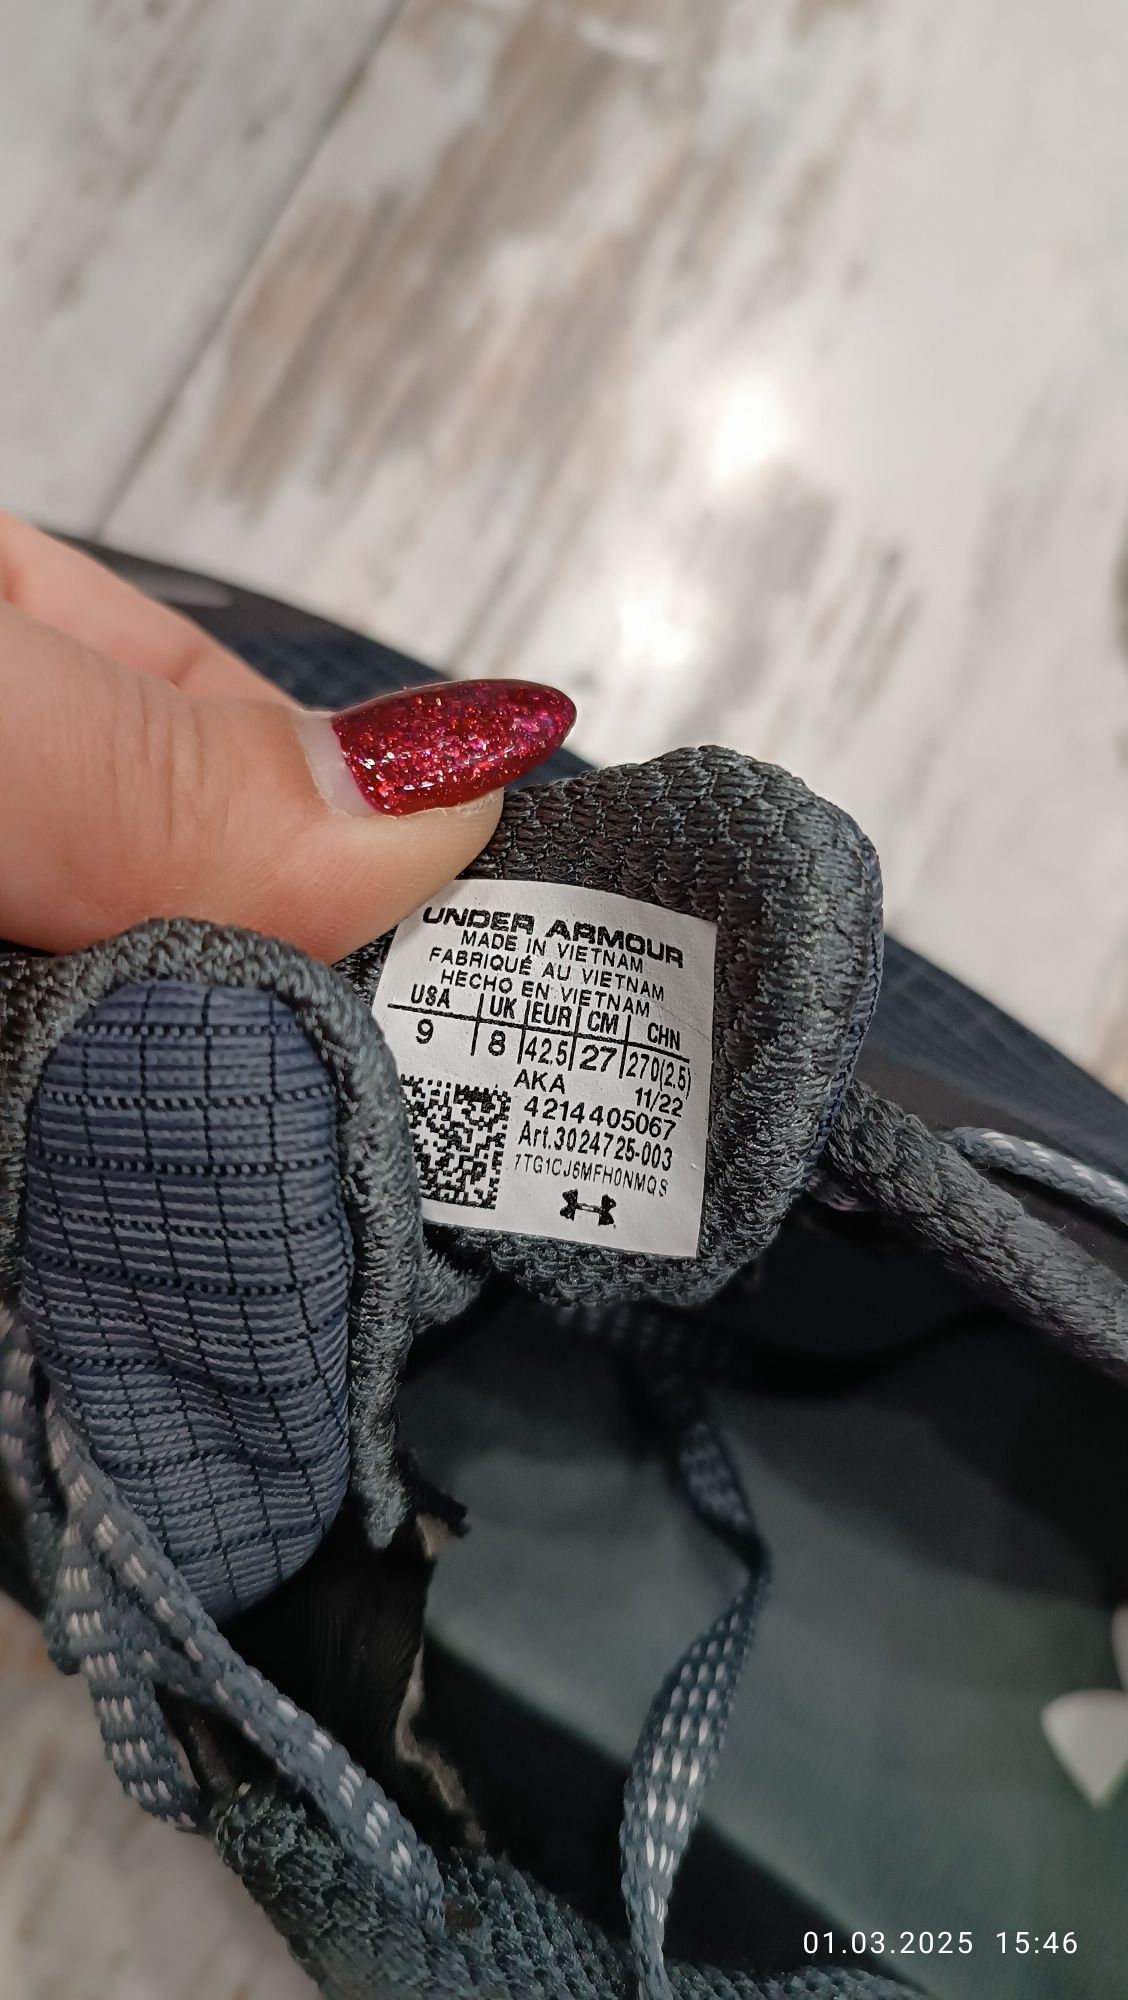 UNDER ARMOUR
MADE IN VIETNAM
FABRIQUÉ AU VIETNAM
HECHO EN VIETNAM
USA UK EUR CM CHN
9 8 42.5 27 270(2.5)
AKA 11/22
4214405067
Art.3024725-003
7TG1CJ6MFH0NMQS
01.03.2025 15:46